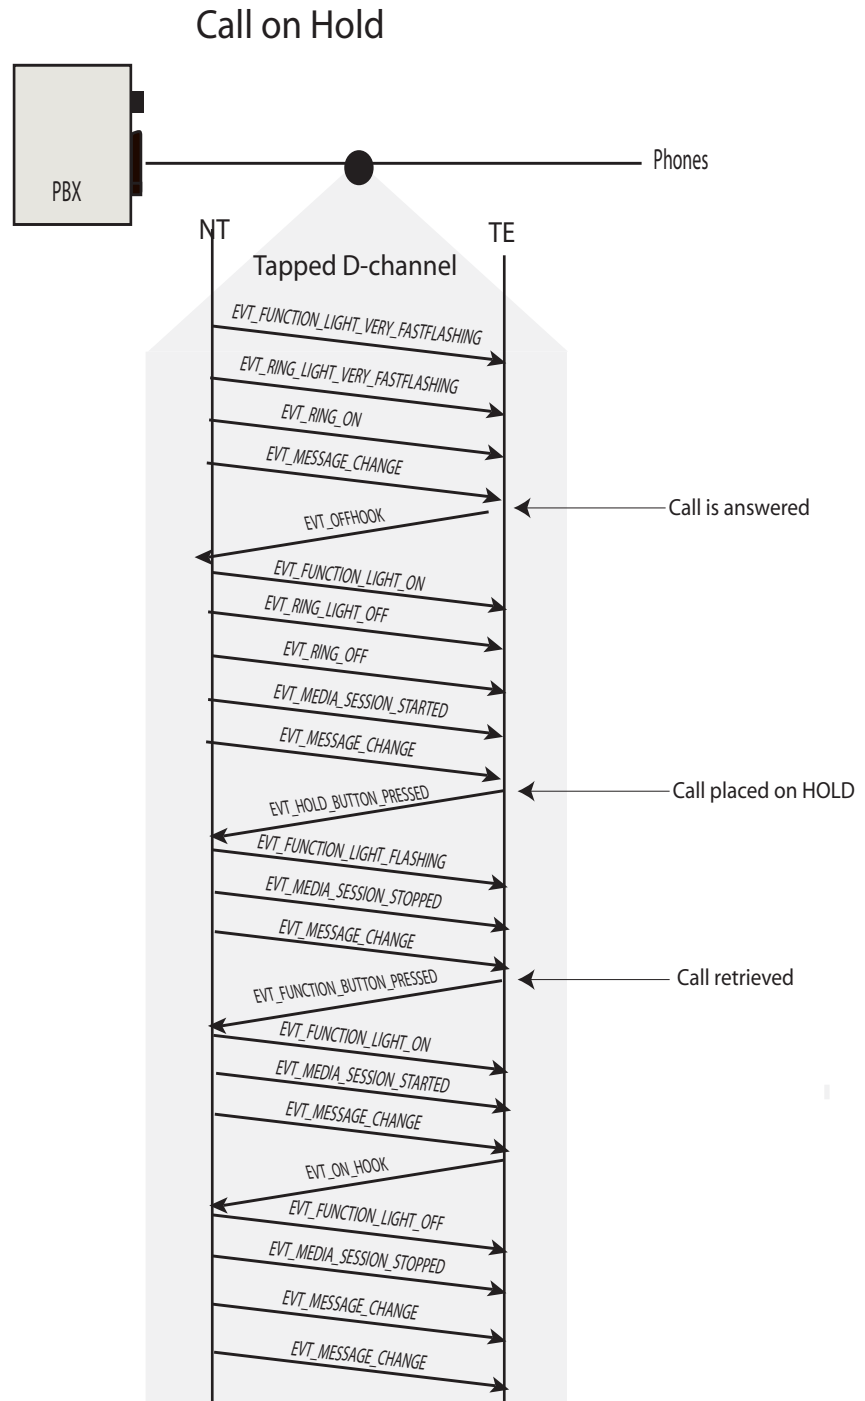 Call on Hold
Phones
PBX
NT
TE
Tapped D-channel
EVT_FUNCTION_LIGHT_VERY_FASTFLASHING
EVT_RING_LIGHT_VERY_FASTFLASHING
EVT_RING_ON
EVT_MESSAGE_CHANGE
Call is answered
EVT_OFFHOOK
EVT_FUNCTION_LIGHT_ON
EVT_RING_LIGHT_OFF
EVT_RING_OFF
EVT_MEDIA_SESSION_STARTED
EVT_MESSAGE_CHANGE
Call placed on HOLD
EVT_HOLD_BUTTON_PRESSED
EVT_FUNCTION_LIGHT_FLASHING
EVT_MEDIA_SESSION_STOPPED
EVT_MESSAGE_CHANGE
Call retrieved
EVT_FUNCTION_BUTTON_PRESSED
EVT_FUNCTION_LIGHT_ON
EVT_MEDIA_SESSION_STARTED
EVT_MESSAGE_CHANGE
EVT_ON_HOOK
EVT_FUNCTION_LIGHT_OFF
EVT_MEDIA_SESSION_STOPPED
EVT_MESSAGE_CHANGE
EVT_MESSAGE_CHANGE